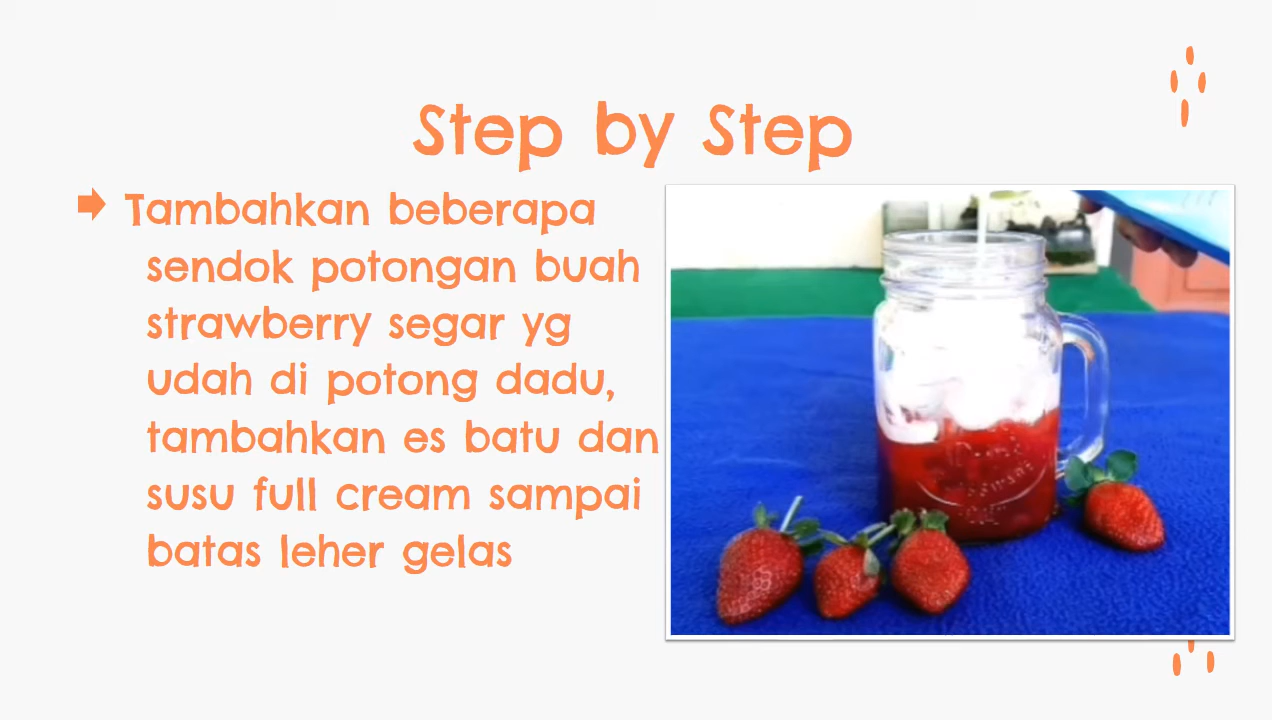 Step by Step
Tambahkan beberapa
sendok potongan buah
strawberry segar yg
udah di potong dadu,
tambahkan es batu dan
susu full cream sampai
batas leher gelas